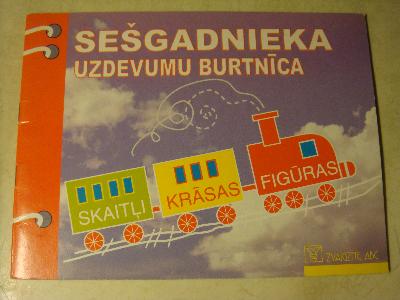 SEŠGADNIEKA
UZDEVUMU BURTNĪCA
SKAITĻI
KRĀSAS
FIGŪRAS
ZVAIGZNE ABC